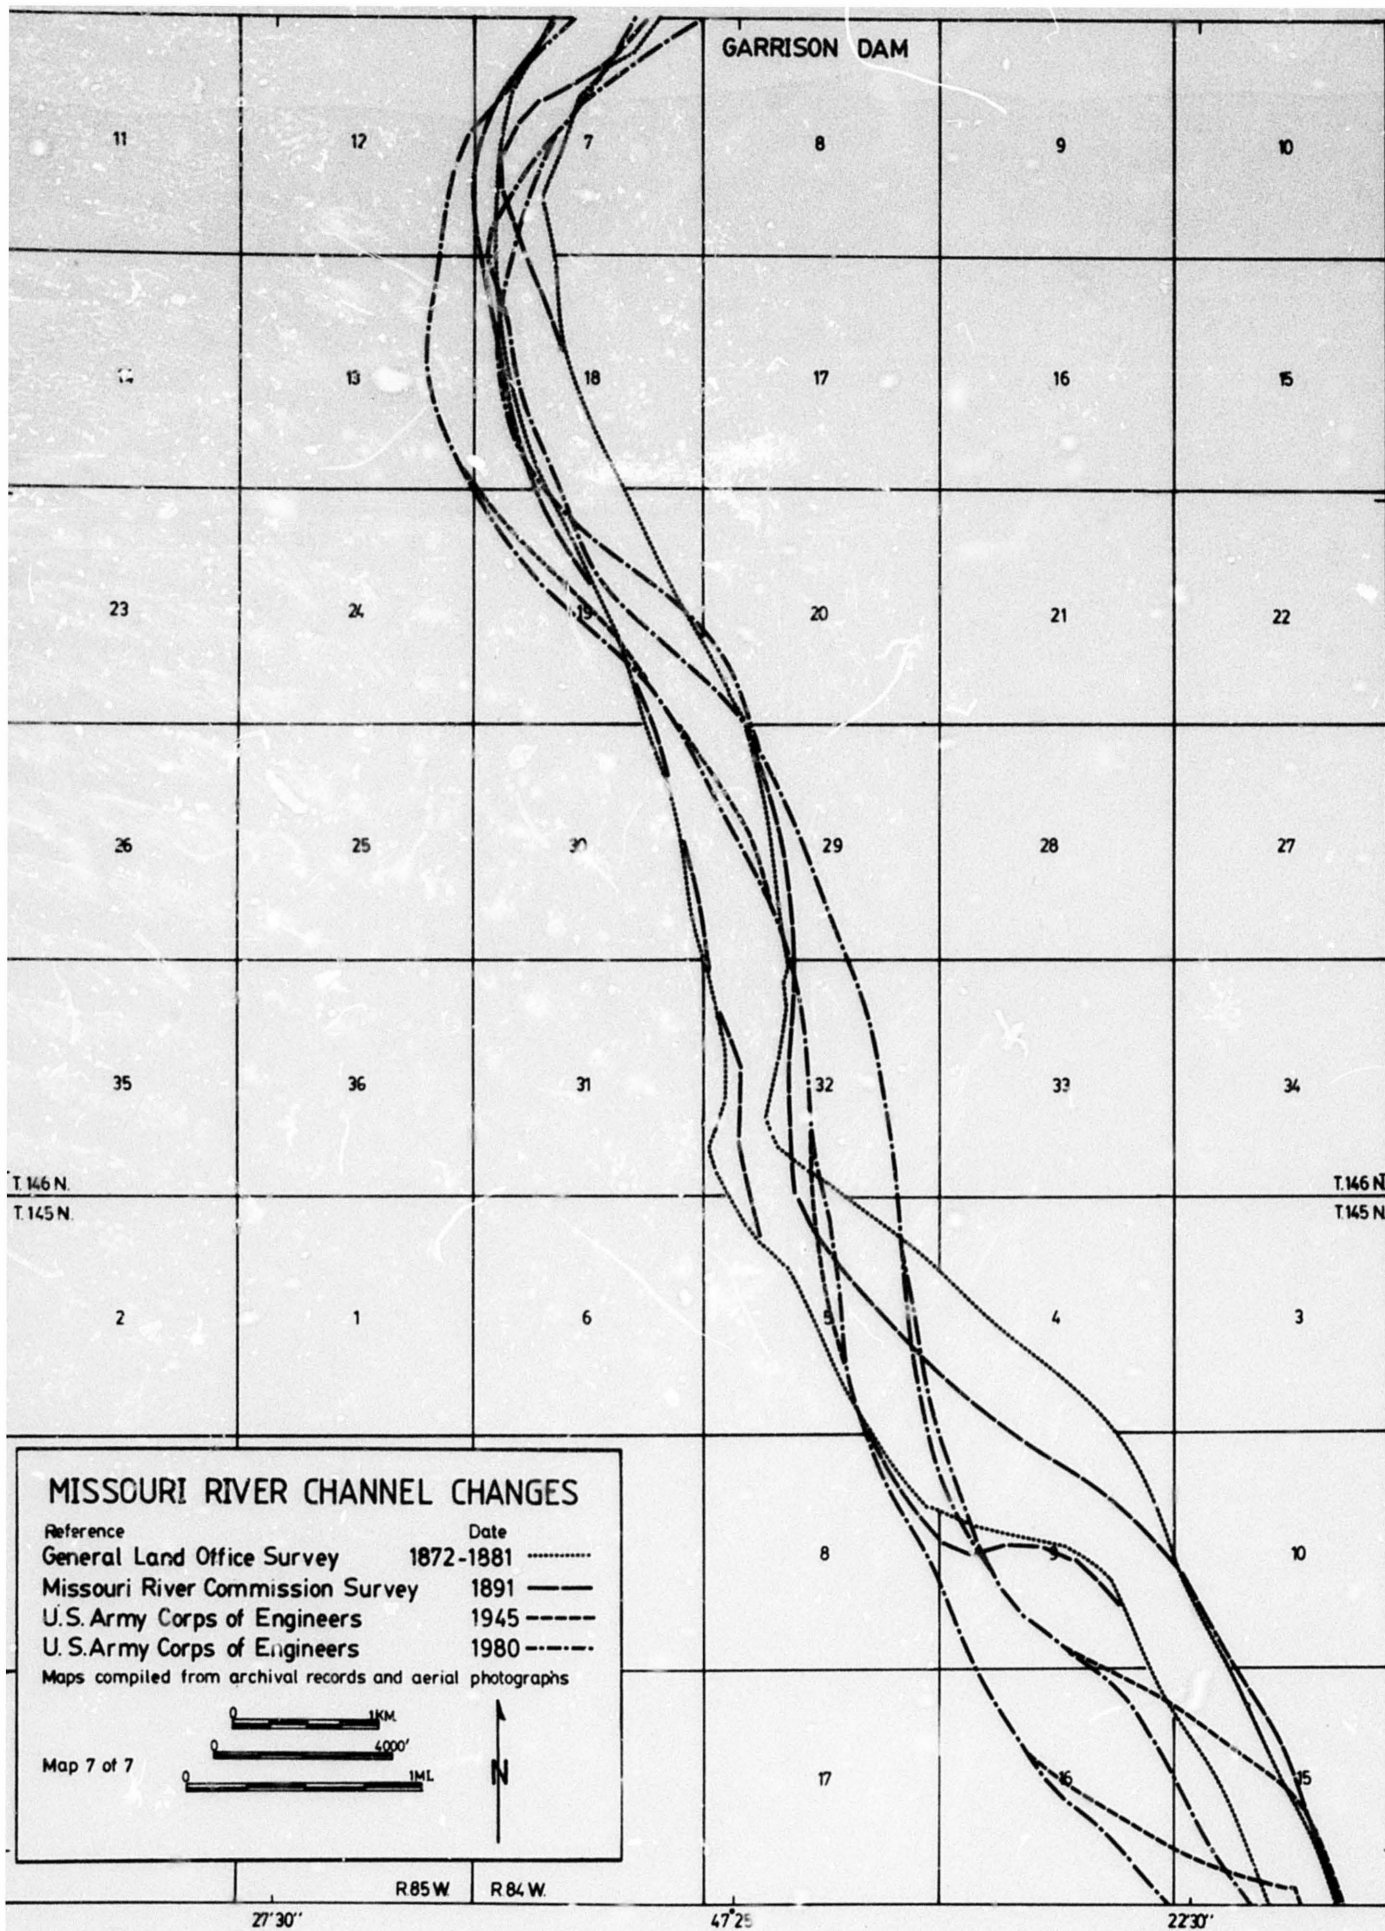 GARRISON DAM
11 12 7 8 9 10
14 13 18 17 16 15
23 24 19 20 21 22
26 25 30 29 28 27
35 36 31 32 33 34
T.146 N. T.146 N
T.145 N. T.145 N.
2 1 6 5 4 3
8 9 10
17 16 15
MISSOURI RIVER CHANNEL CHANGES
Reference Date
General Land Office Survey 1872-1881
Missouri River Commission Survey 1891
U.S. Army Corps of Engineers 1945
U.S. Army Corps of Engineers 1980
Maps compiled from archival records and aerial photographs
0 1KM.
0 4000'
Map 7 of 7
0 1MI.
N
R.85 W. R.84 W.
27'30" 47°25 22'30"